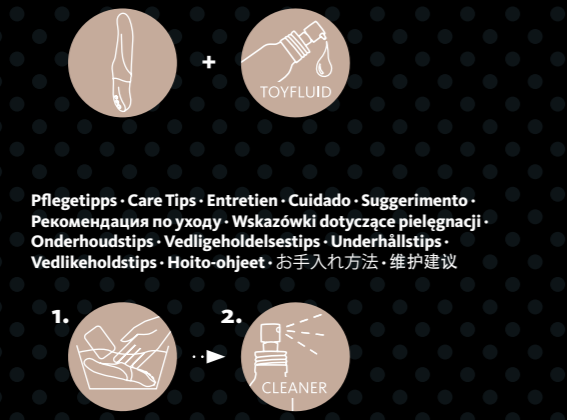 +
TOYFLUID
Pflegetipps · Care Tips · Entretien · Cuidado · Suggerimento ·
Рекомендация по уходу · Wskazówki dotyczące pielęgnacji ·
Onderhoudstips · Vedligeholdelsestips · Underhållstips ·
Vedlikeholdstips · Hoito-ohjeet · お手入れ方法 · 维护建议
1.
2.
CLEANER